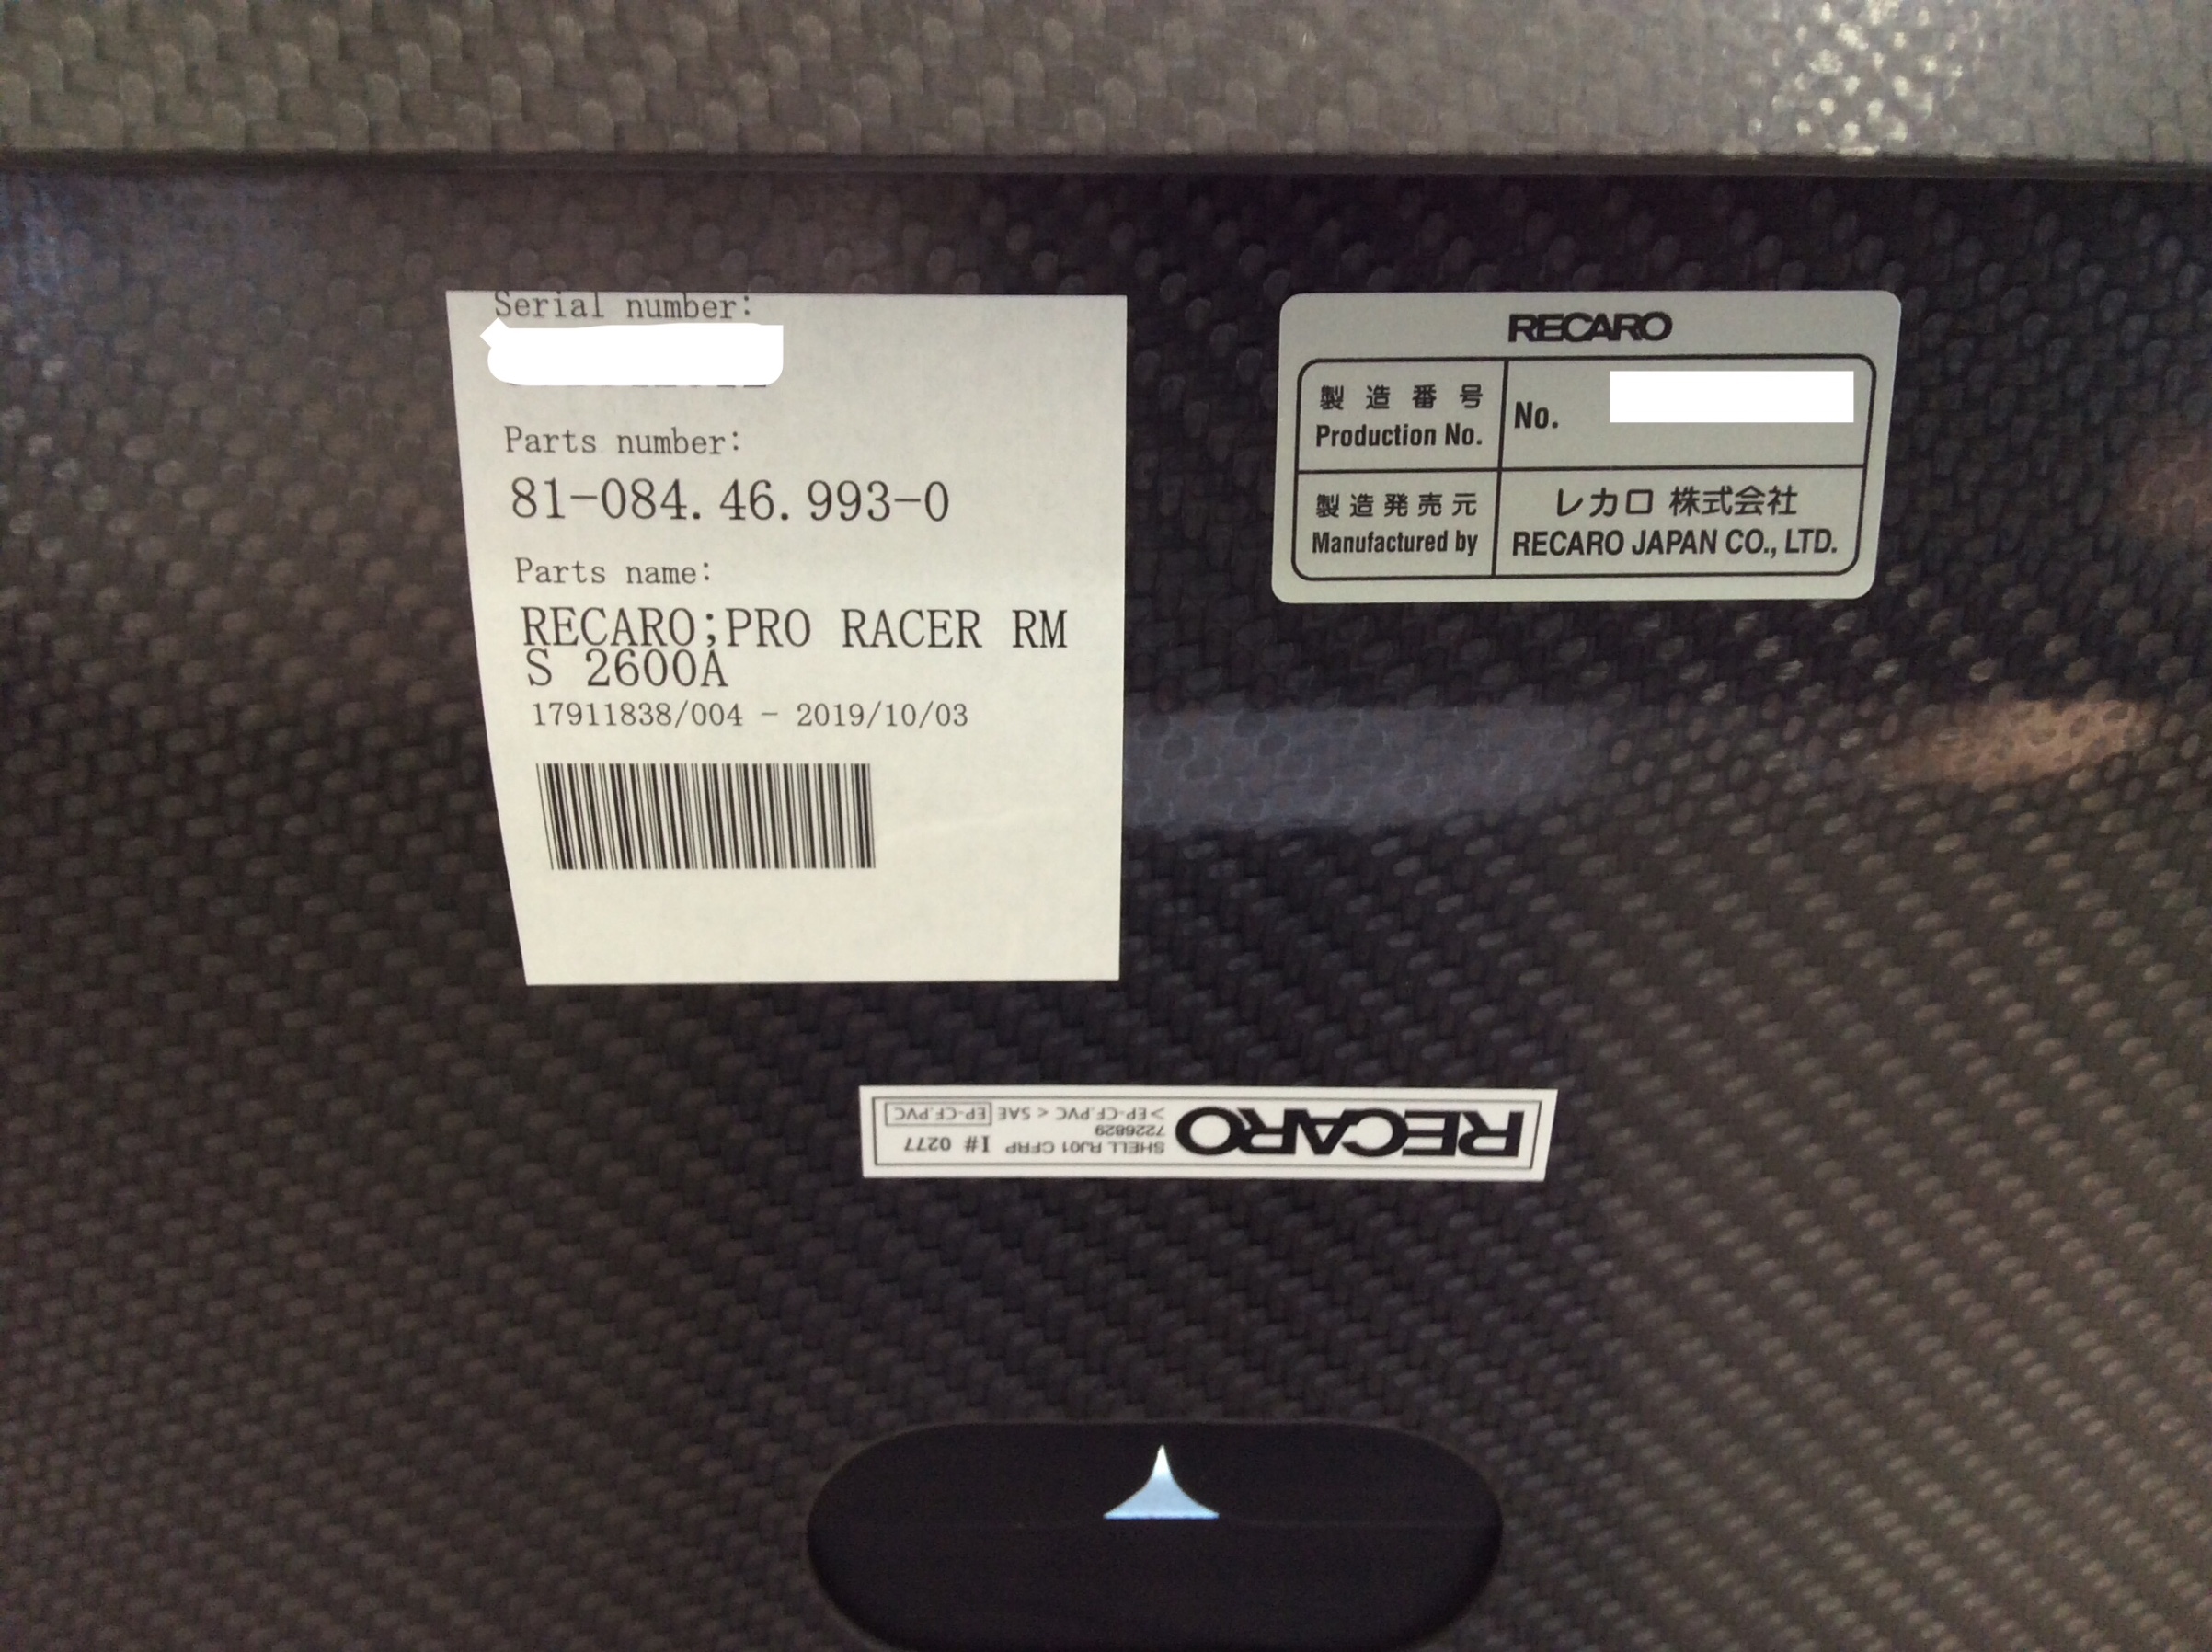 Serial number:
Parts number:
81-084.46.993-0
Parts name:
RECARO;PRO RACER RM
S 2600A
17911838/004 - 2019/10/03
RECARO
製造番号
Production No.
No.
製造発売元
Manufactured by
レカロ 株式会社
RECARO JAPAN CO., LTD.
RECARO
SHELL RJ01 CFRP I# 0277
7226829
>EP-CF.PVC < SAE EP-CF.PVC